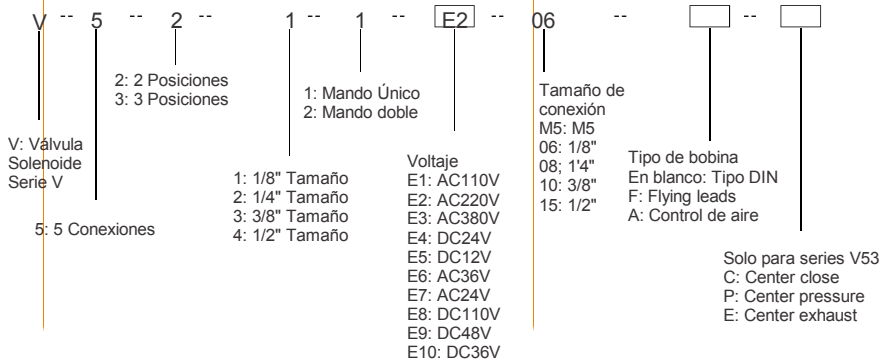 V -- 5 -- 2 -- 1 -- 1 -- E2 -- 06 -- --
2: 2 Posiciones
3: 3 Posiciones
1: Mando Único
2: Mando doble
Tamaño de
conexión
M5: M5
06: 1/8"
08; 1'4"
10: 3/8"
15: 1/2"
V: Válvula
Solenoide
Serie V
Voltaje
E1: AC110V
E2: AC220V
E3: AC380V
E4: DC24V
E5: DC12V
E6: AC36V
E7: AC24V
E8: DC110V
E9: DC48V
E10: DC36V
Tipo de bobina
En blanco: Tipo DIN
F: Flying leads
A: Control de aire
1: 1/8" Tamaño
2: 1/4" Tamaño
3: 3/8" Tamaño
4: 1/2" Tamaño
5: 5 Conexiones
Solo para series V53
C: Center close
P: Center pressure
E: Center exhaust